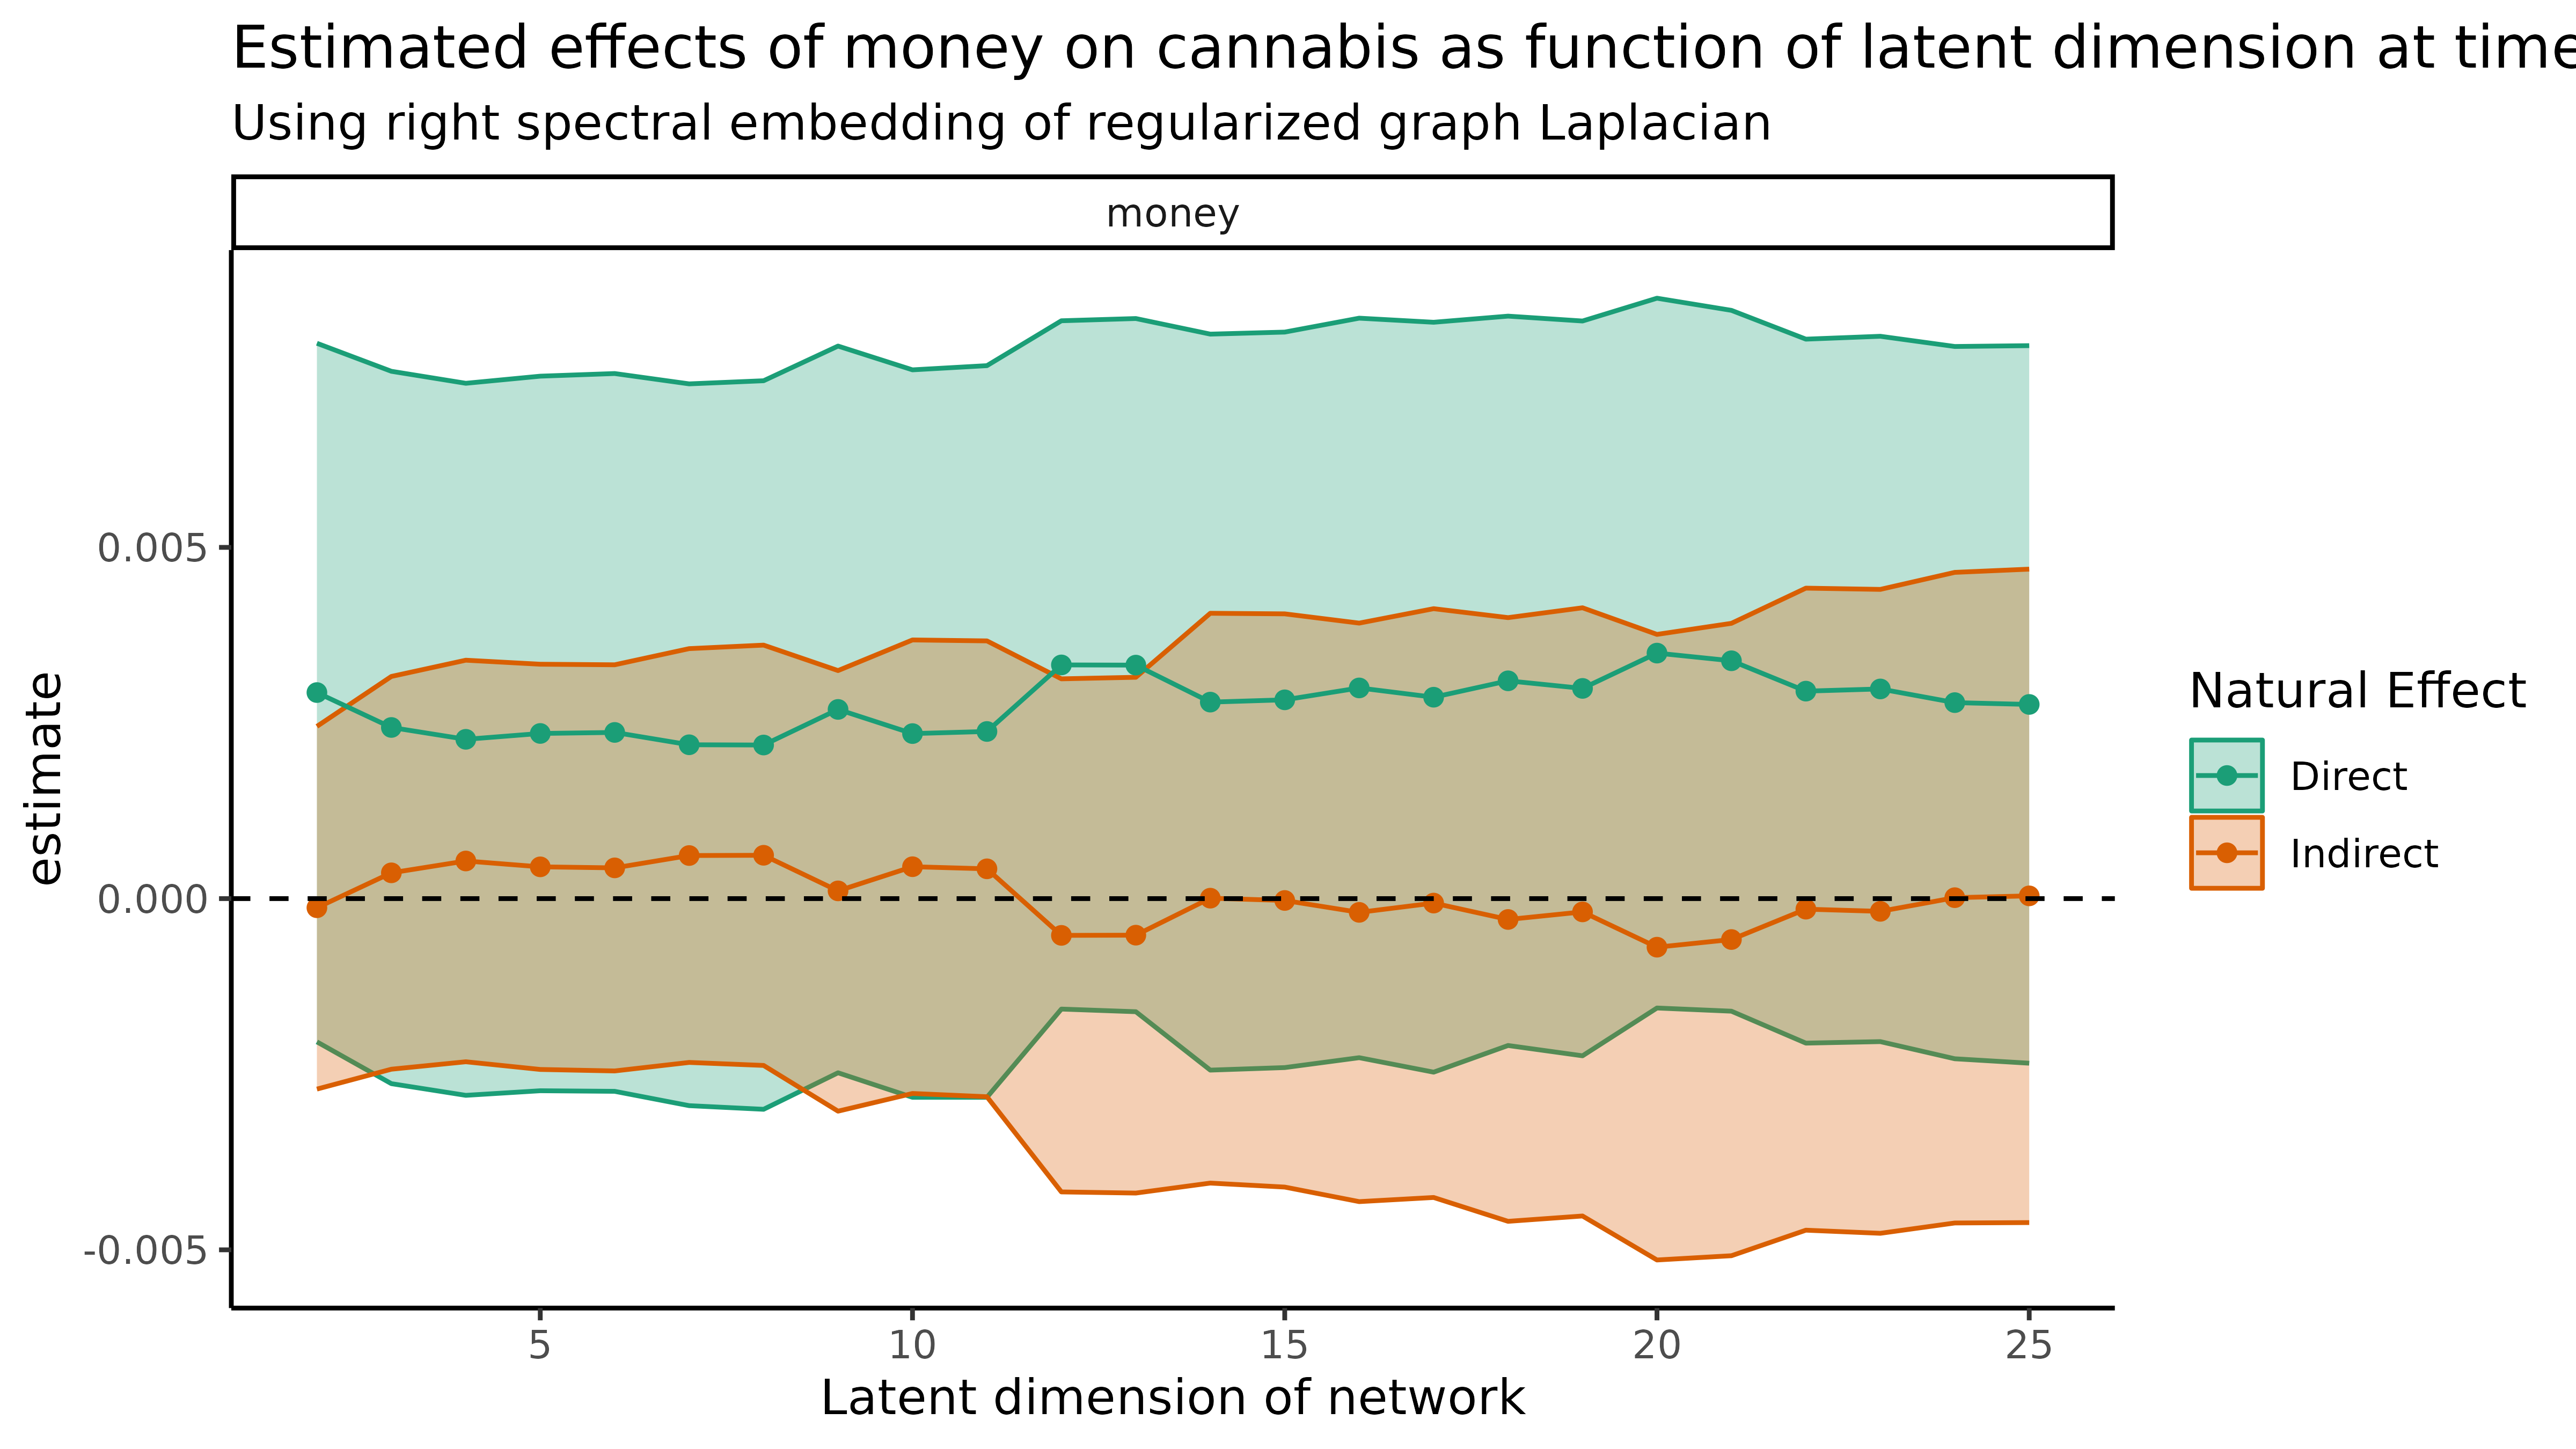 Estimated effects of money on cannabis as function of latent dimension at time
Using right spectral embedding of regularized graph Laplacian
money
estimate
0.005
0.000
-0.005
5 10 15 20 25
Latent dimension of network
Natural Effect
Direct
Indirect